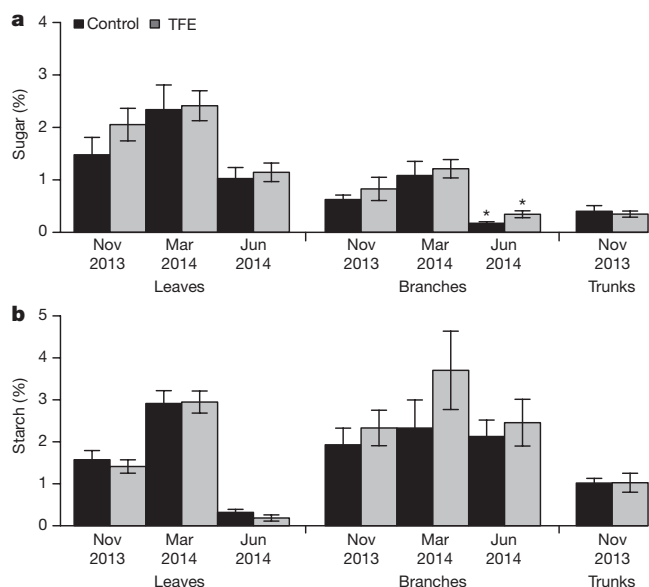 a
Control TFE
Sugar (%)
4
3
2
1
0
* *
Nov Mar Jun Nov Mar Jun Nov
2013 2014 2014 2013 2014 2014 2013
Leaves Branches Trunks
b
Starch (%)
5
4
3
2
1
0
Nov Mar Jun Nov Mar Jun Nov
2013 2014 2014 2013 2014 2014 2013
Leaves Branches Trunks